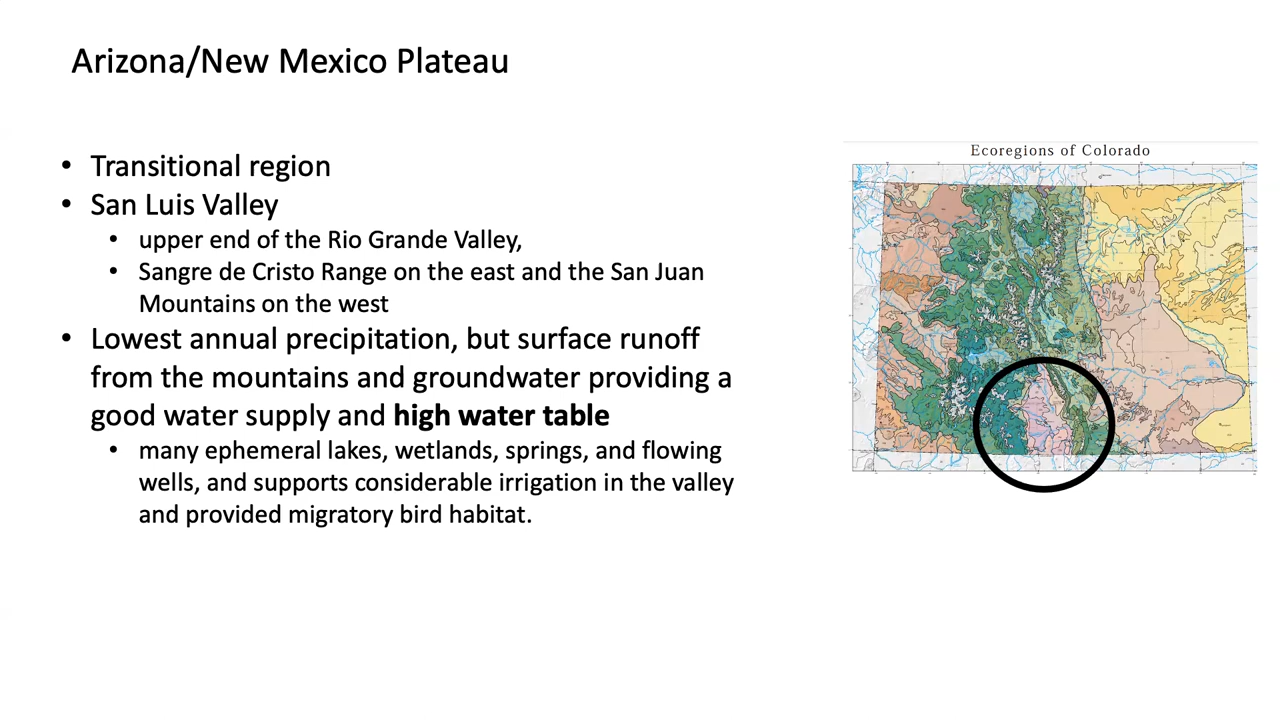 Arizona/New Mexico Plateau
• Transitional region
• San Luis Valley
• upper end of the Rio Grande Valley,
• Sangre de Cristo Range on the east and the San Juan
Mountains on the west
• Lowest annual precipitation, but surface runoff
from the mountains and groundwater providing a
good water supply and high water table
• many ephemeral lakes, wetlands, springs, and flowing
wells, and supports considerable irrigation in the valley
and provided migratory bird habitat.
Ecoregions of Colorado